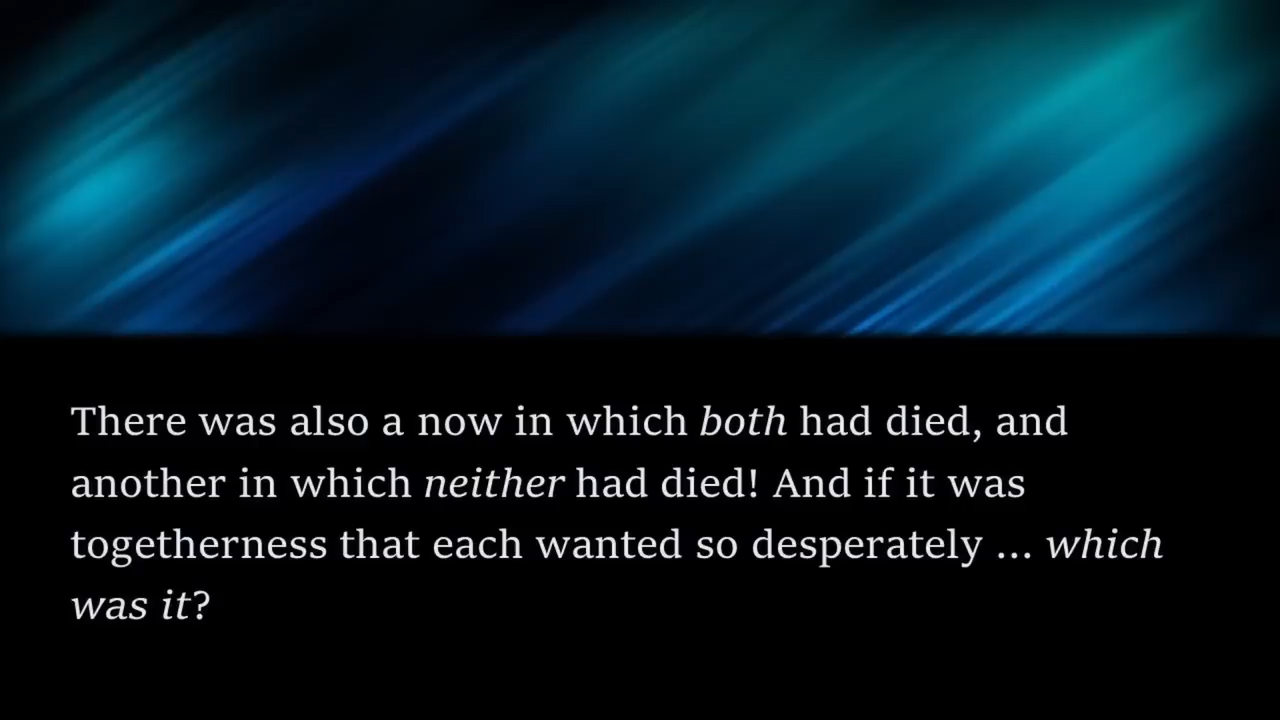 There was also a now in which both had died, and
another in which neither had died! And if it was
togetherness that each wanted so desperately ... which
was it?